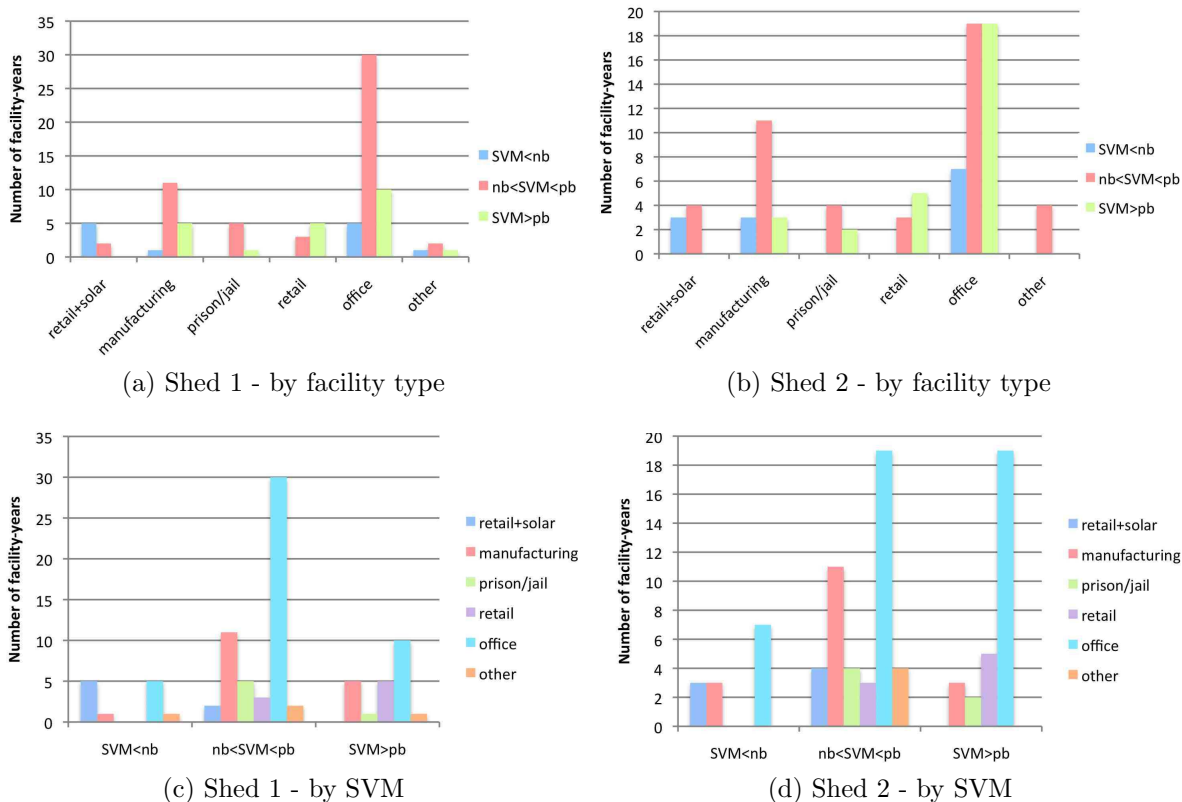 35
30
25
20
15
10
5
0
Number of facility-years
retail+solar
manufacturing
prison/jail
retail
office
other
SVM<nb
nb<SVM<pb
SVM>pb
(a) Shed 1 - by facility type
20
18
16
14
12
10
8
6
4
2
0
Number of facility-years
retail+solar
manufacturing
prison/jail
retail
office
other
SVM<nb
nb<SVM<pb
SVM>pb
(b) Shed 2 - by facility type
35
30
25
20
15
10
5
0
Number of facility-years
SVM<nb
nb<SVM<pb
SVM>pb
retail+solar
manufacturing
prison/jail
retail
office
other
(c) Shed 1 - by SVM
20
18
16
14
12
10
8
6
4
2
0
Number of facility-years
SVM<nb
nb<SVM<pb
SVM>pb
retail+solar
manufacturing
prison/jail
retail
office
other
(d) Shed 2 - by SVM